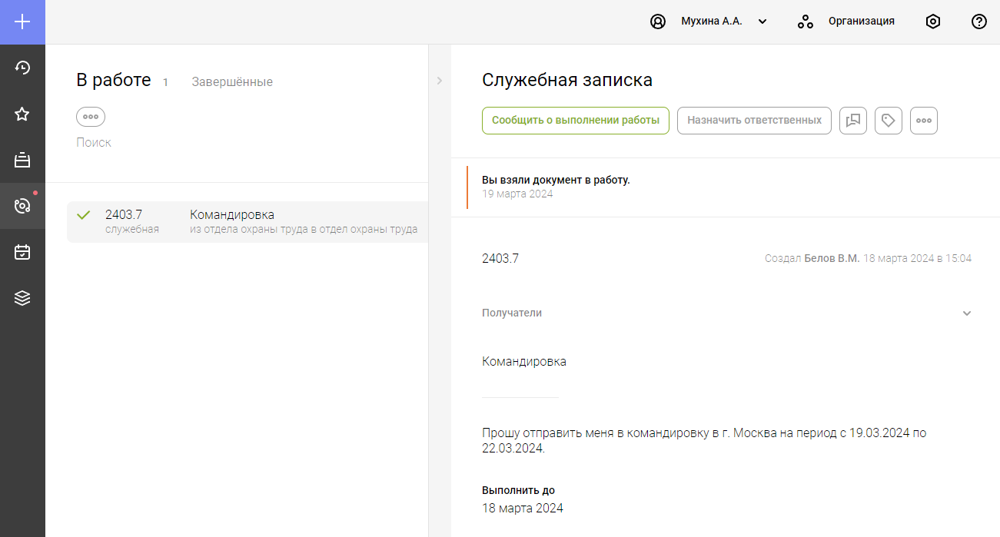 Мухина А.А.
Организация
В работе 1 Завершённые
Поиск
2403.7 Командировка
служебная из отдела охраны труда в отдел охраны труда
Служебная записка
Сообщить о выполнении работы Назначить ответственных
Вы взяли документ в работу.
19 марта 2024
2403.7 Создал Белов В.М. 18 марта 2024 в 15:04
Получатели
Командировка
Прошу отправить меня в командировку в г. Москва на период с 19.03.2024 по
22.03.2024.
Выполнить до
18 марта 2024